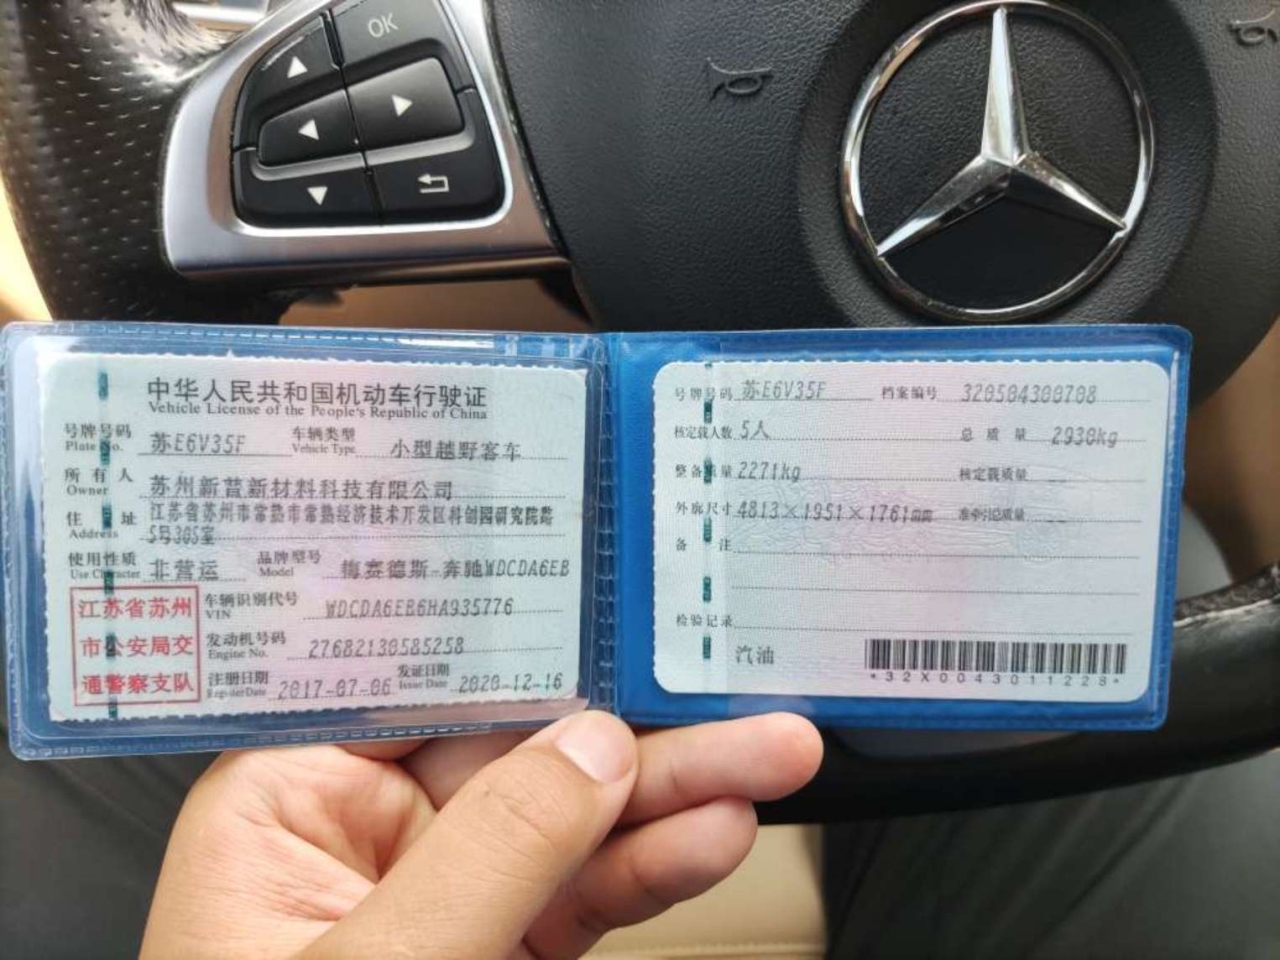 OK
中华人民共和国机动车行驶证
Vehicle License of the People's Republic of China
号牌号码 苏E6V35F 车辆类型 小型越野客车
Plate No. Vehicle Type
所有人 苏州新普新材料科技有限公司
Owner
住址 江苏省苏州市常熟市常熟经济技术开发区科创园研究院路
Address 5号305室
使用性质 非营运 品牌型号 梅赛德斯-奔驰WDCDA6EB
Use Character Model
江苏省苏州
市公安局交
通警察支队
车辆识别代号 WDCDA6EB6HA935776
VIN
发动机号码 27682130585258
Engine No.
注册日期 2017-07-06 发证日期 2020-12-16
Register Date Issue Date
号牌号码 苏E6V35F 档案编号 320504300708
核定载人数 5人 总质量 2930kg
整备质量 2271kg 核定载质量 --
外廓尺寸 4813×1951×1761mm 准牵引总质量 --
备注
检验记录
汽油
*32X0043011228*